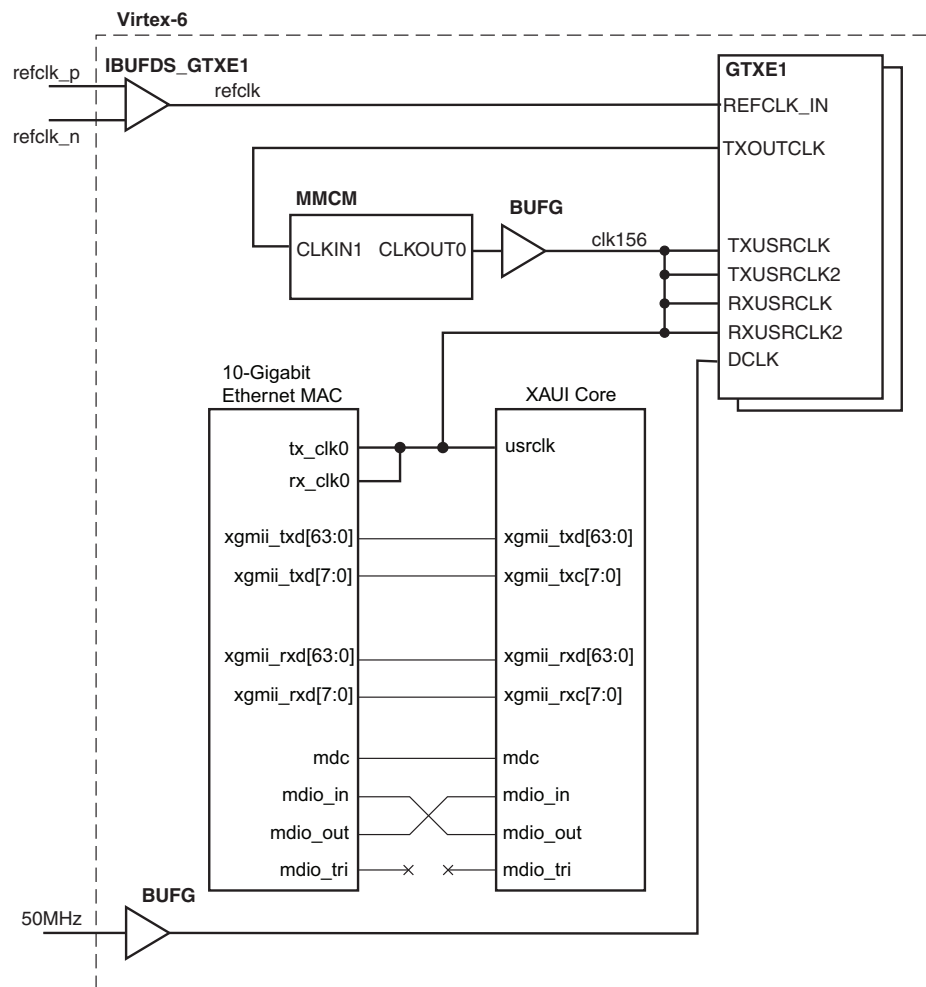 Virtex-6
IBUFDS_GTXE1
refclk_p
refclk
refclk_n
GTXE1
REFCLK_IN
TXOUTCLK
MMCM
BUFG
CLKIN1 CLKOUT0
clk156
TXUSRCLK
TXUSRCLK2
RXUSRCLK
RXUSRCLK2
DCLK
10-Gigabit
Ethernet MAC
XAUI Core
tx_clk0
usrclk
rx_clk0
xgmii_txd[63:0]
xgmii_txd[63:0]
xgmii_txd[7:0]
xgmii_txc[7:0]
xgmii_rxd[63:0]
xgmii_rxd[63:0]
xgmii_rxd[7:0]
xgmii_rxc[7:0]
mdc
mdc
mdio_in
mdio_in
mdio_out
mdio_out
mdio_tri
mdio_tri
BUFG
50MHz